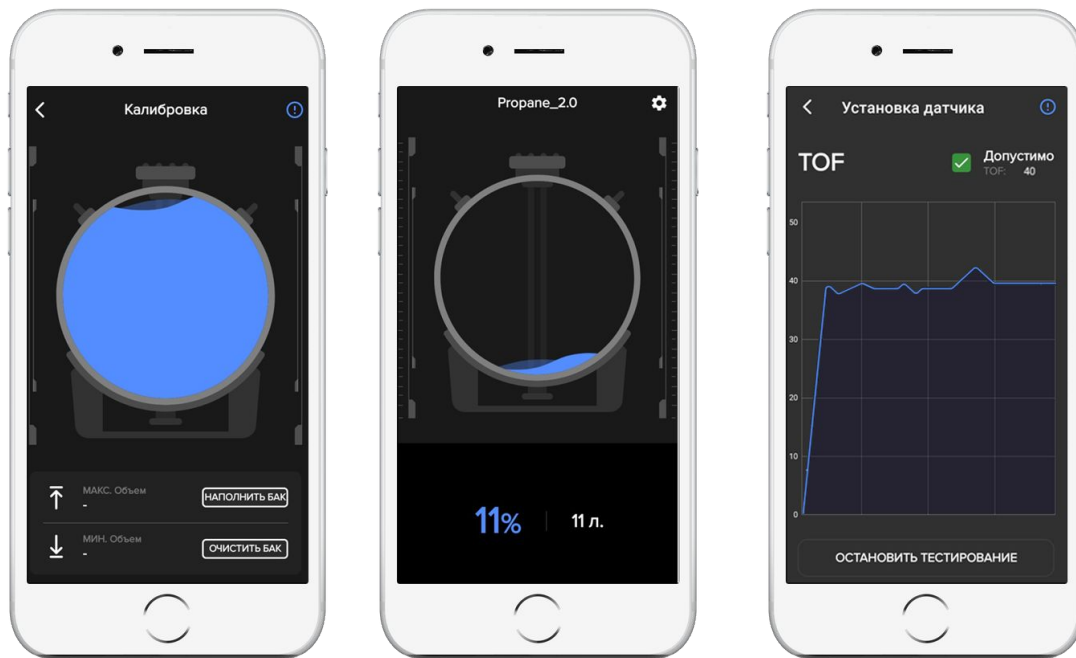 Калибровка
МАКС. Объем
-
НАПОЛНИТЬ БАК
МИН. Объем
-
ОЧИСТИТЬ БАК
Propane_2.0
11%
11 л.
Установка датчика
TOF
Допустимо
TOF: 40
50
40
30
20
10
0
ОСТАНОВИТЬ ТЕСТИРОВАНИЕ